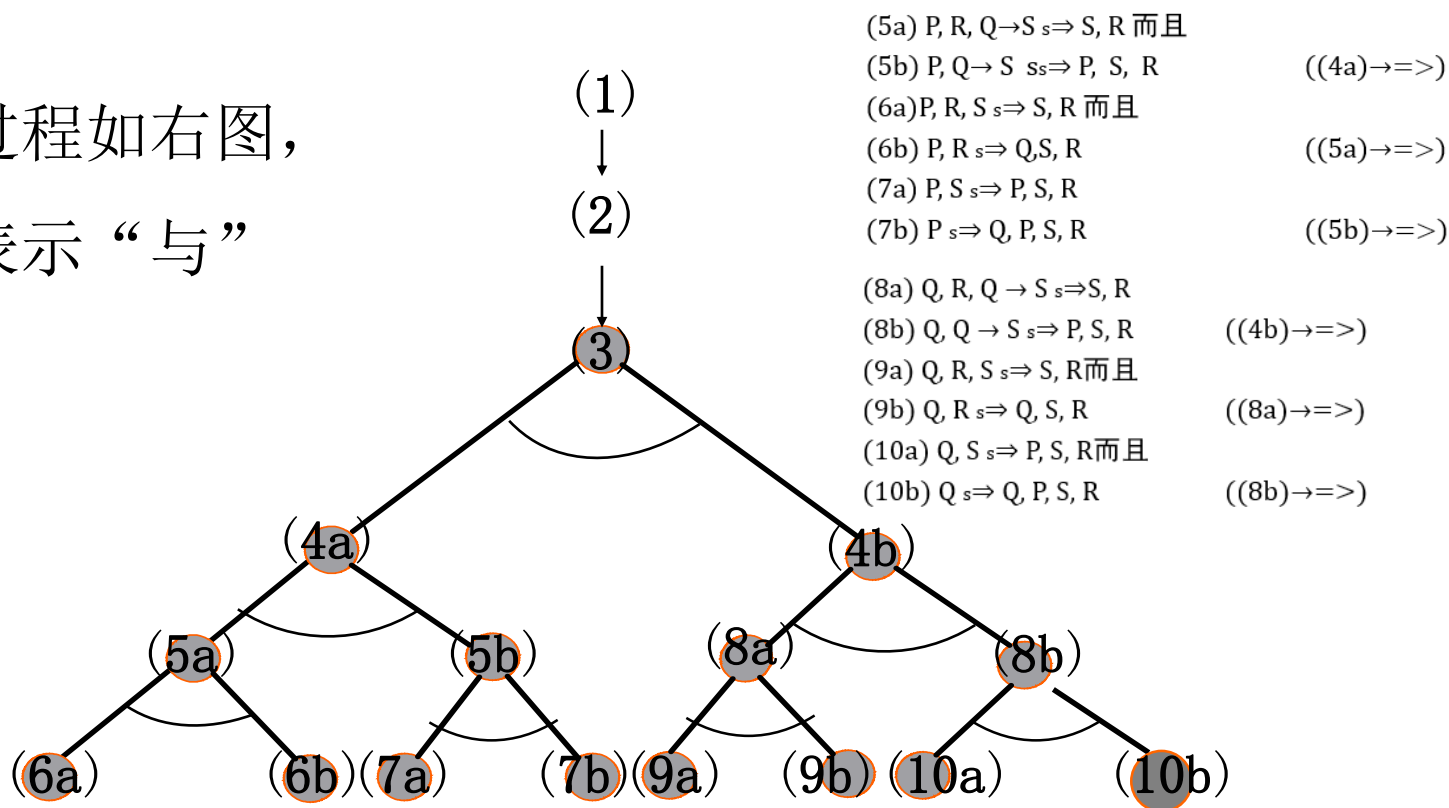 过程如右图，
表示“与”
(5a) P, R, Q→S s⇒ S, R 而且
(5b) P, Q→ S ss⇒ P, S, R ((4a)→=>)
(6a)P, R, S s⇒ S, R 而且
(6b) P, R s⇒ Q,S, R ((5a)→=>)
(7a) P, S s⇒ P, S, R
(7b) P s⇒ Q, P, S, R ((5b)→=>)
(8a) Q, R, Q → S s⇒S, R
(8b) Q, Q → S s⇒ P, S, R ((4b)→=>)
(9a) Q, R, S s⇒ S, R而且
(9b) Q, R s⇒ Q, S, R ((8a)→=>)
(10a) Q, S s⇒ P, S, R而且
(10b) Q s⇒ Q, P, S, R ((8b)→=>)
(1)
(2)
(3)
(4a) (4b)
(5a) (5b) (8a) (8b)
(6a) (6b) (7a) (7b) (9a) (9b) (10a) (10b)